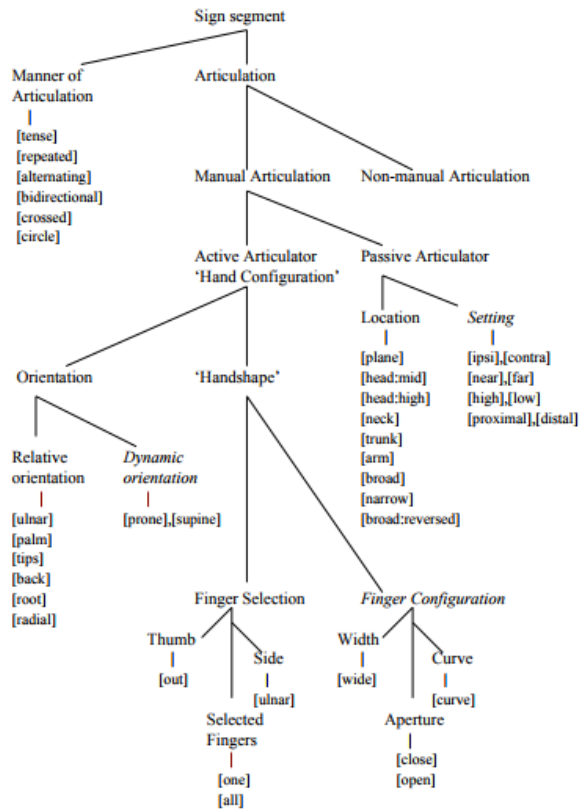 Sign segment
Manner of
Articulation
Articulation
[tense]
[repeated]
[alternating]
[bidirectional]
[crossed]
[circle]
Manual Articulation
Non-manual Articulation
Active Articulator
'Hand Configuration'
Passive Articulator
Location
Setting
[plane]
[head:mid]
[head:high]
[neck]
[trunk]
[arm]
[broad]
[narrow]
[broad:reversed]
[ipsi],[contra]
[near],[far]
[high],[low]
[proximal],[distal]
Orientation
'Handshape'
Relative
orientation
Dynamic
orientation
[ulnar]
[palm]
[tips]
[back]
[root]
[radial]
[prone],[supine]
Finger Selection
Finger Configuration
Thumb
[out]
Side
[ulnar]
Selected
Fingers
[one]
[all]
Width
[wide]
Curve
[curve]
Aperture
[close]
[open]